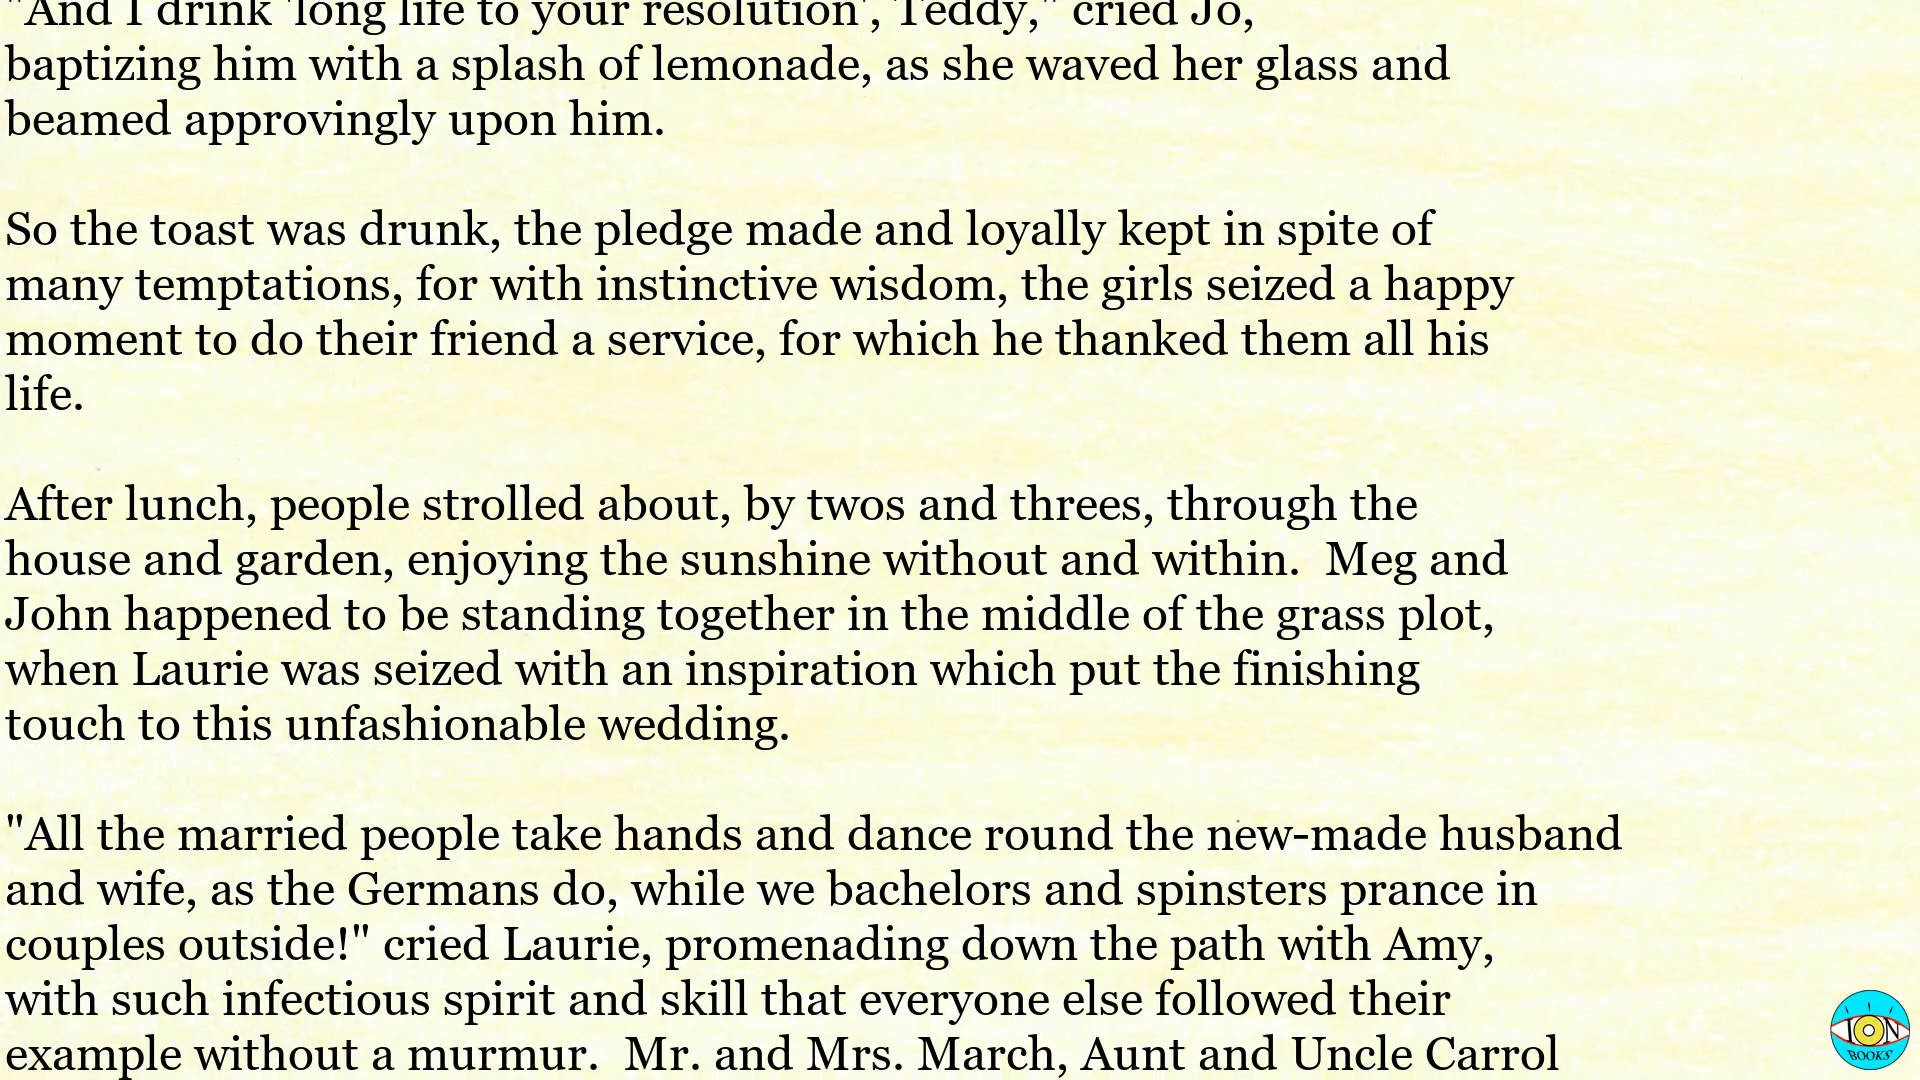 "And I drink 'long life to your resolution', Teddy," cried Jo,
baptizing him with a splash of lemonade, as she waved her glass and
beamed approvingly upon him.
So the toast was drunk, the pledge made and loyally kept in spite of
many temptations, for with instinctive wisdom, the girls seized a happy
moment to do their friend a service, for which he thanked them all his
life.
After lunch, people strolled about, by twos and threes, through the
house and garden, enjoying the sunshine without and within.  Meg and
John happened to be standing together in the middle of the grass plot,
when Laurie was seized with an inspiration which put the finishing
touch to this unfashionable wedding.
"All the married people take hands and dance round the new-made husband
and wife, as the Germans do, while we bachelors and spinsters prance in
couples outside!" cried Laurie, promenading down the path with Amy,
with such infectious spirit and skill that everyone else followed their
example without a murmur.  Mr. and Mrs. March, Aunt and Uncle Carrol
ION
BOOKS